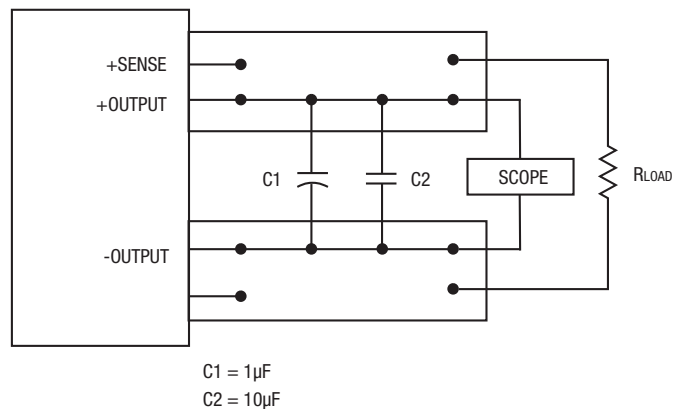 +SENSE
+OUTPUT
C1
C2
SCOPE
RLOAD
-OUTPUT
C1 = 1µF
C2 = 10µF